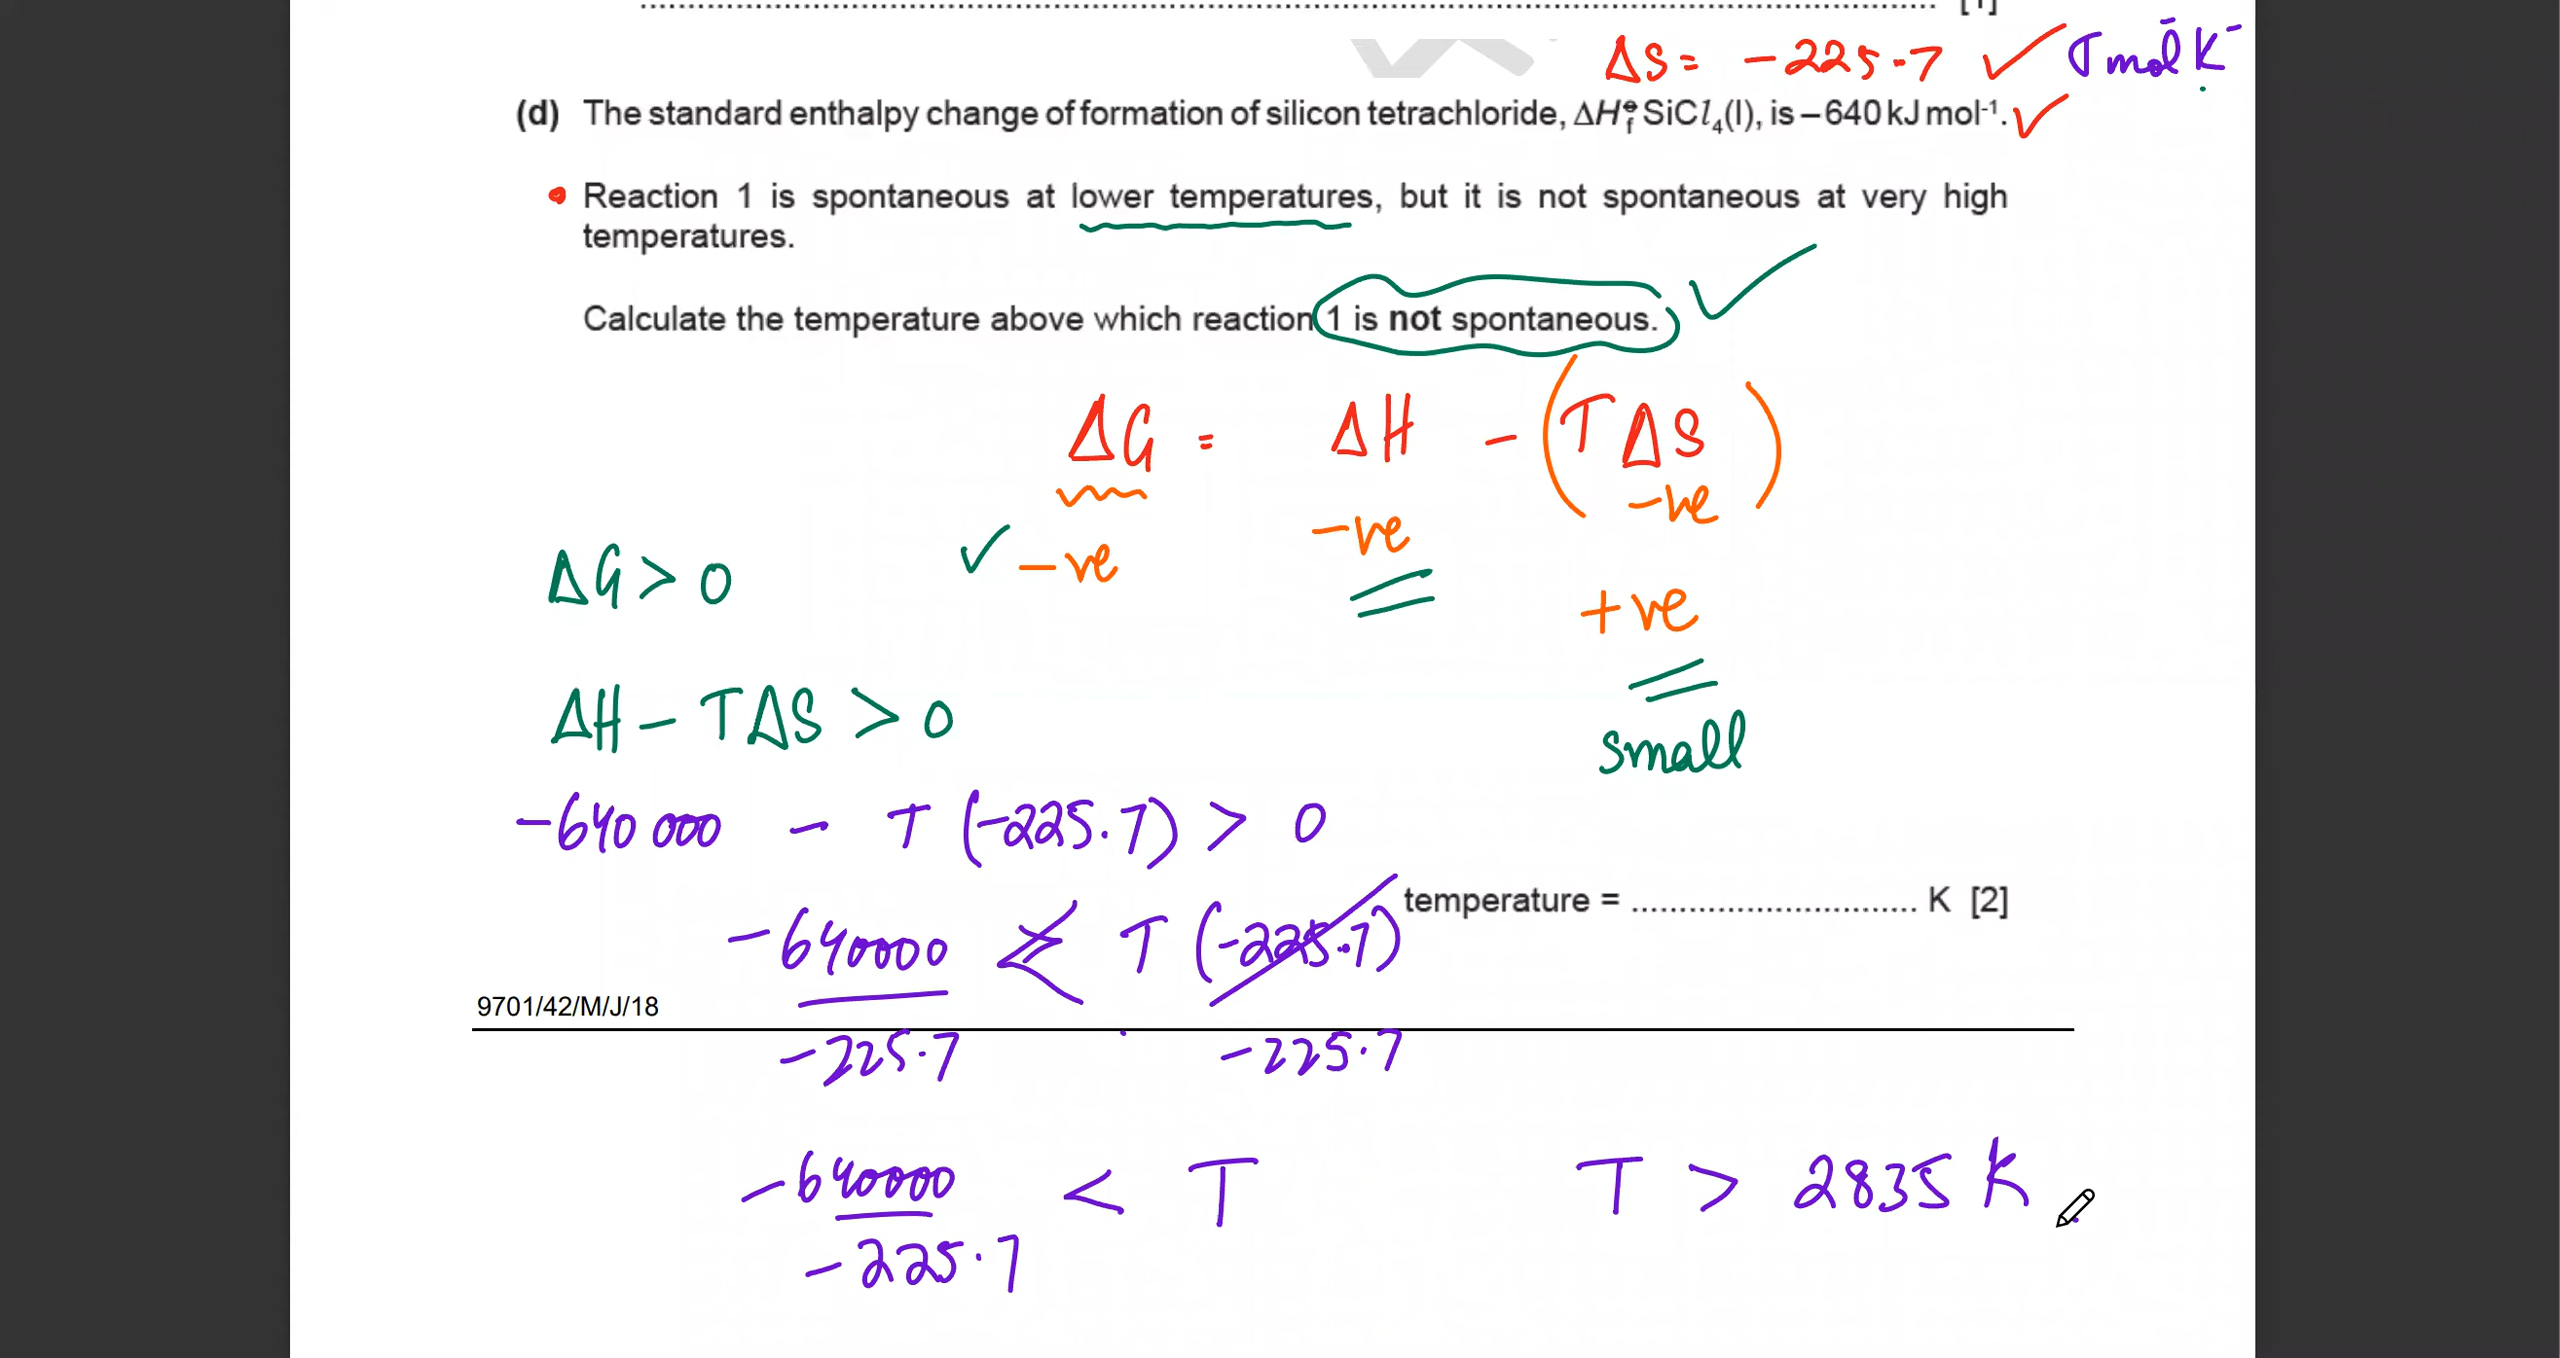 [1]
ΔS = -225.7 ✓ J mol⁻ K⁻
(d) The standard enthalpy change of formation of silicon tetrachloride, ΔH⦵f SiCl₄(l), is –640 kJ mol⁻¹. ✓
Reaction 1 is spontaneous at lower temperatures, but it is not spontaneous at very high
temperatures.
Calculate the temperature above which reaction 1 is not spontaneous. ✓
ΔG = ΔH - (TΔS)
-ve
✓ -ve -ve
ΔG > 0
+ve
ΔH - TΔS > 0
small
-640 000 - T (-225.7) > 0
temperature = .............................. K [2]
-640000 < T (-225.7)
9701/42/M/J/18
-225.7 -225.7
-640000 < T T > 2835 K
-225.7